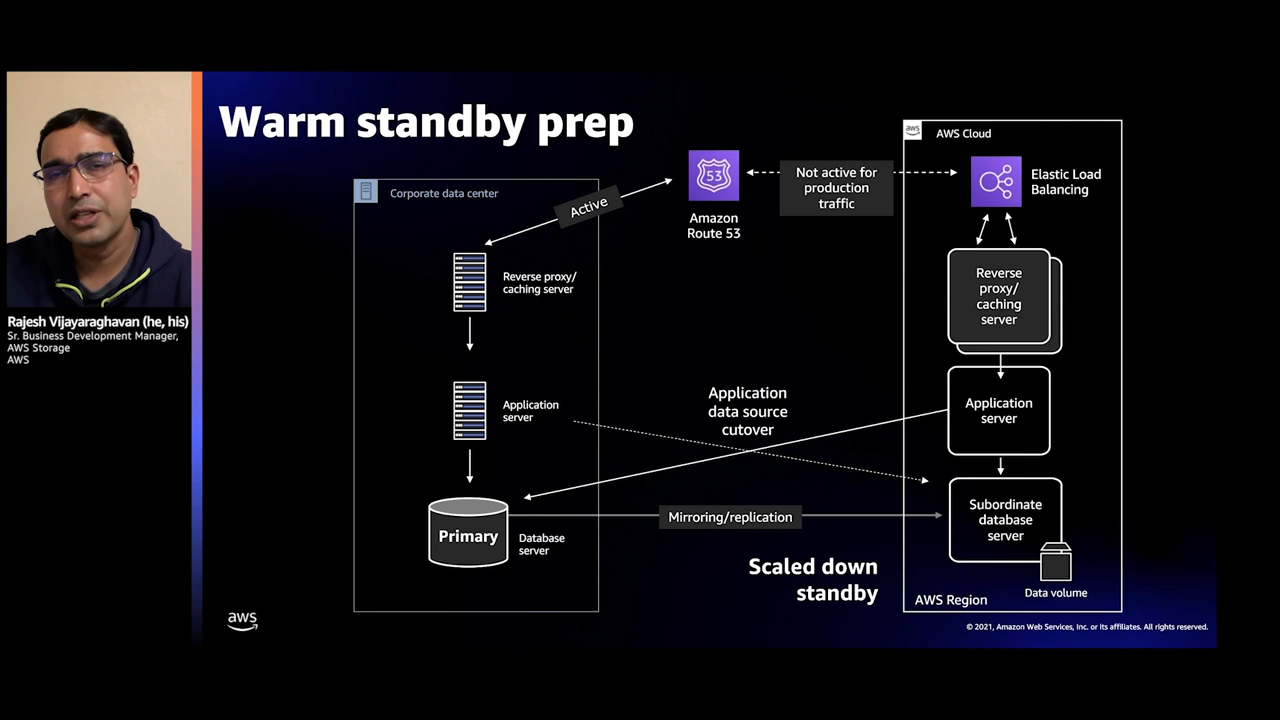 Warm standby prep
Rajesh Vijayaraghavan (he, his)
Sr. Business Development Manager,
AWS Storage
AWS
Corporate data center
Active
53
Amazon
Route 53
Not active for
production
traffic
aws
AWS Cloud
Elastic Load
Balancing
Reverse proxy/
caching server
Reverse
proxy/
caching
server
Application
server
Application
data source
cutover
Application
server
Primary
Database
server
Mirroring/replication
Subordinate
database
server
Scaled down
standby
Data volume
AWS Region
aws
© 2021, Amazon Web Services, Inc. or its affiliates. All rights reserved.